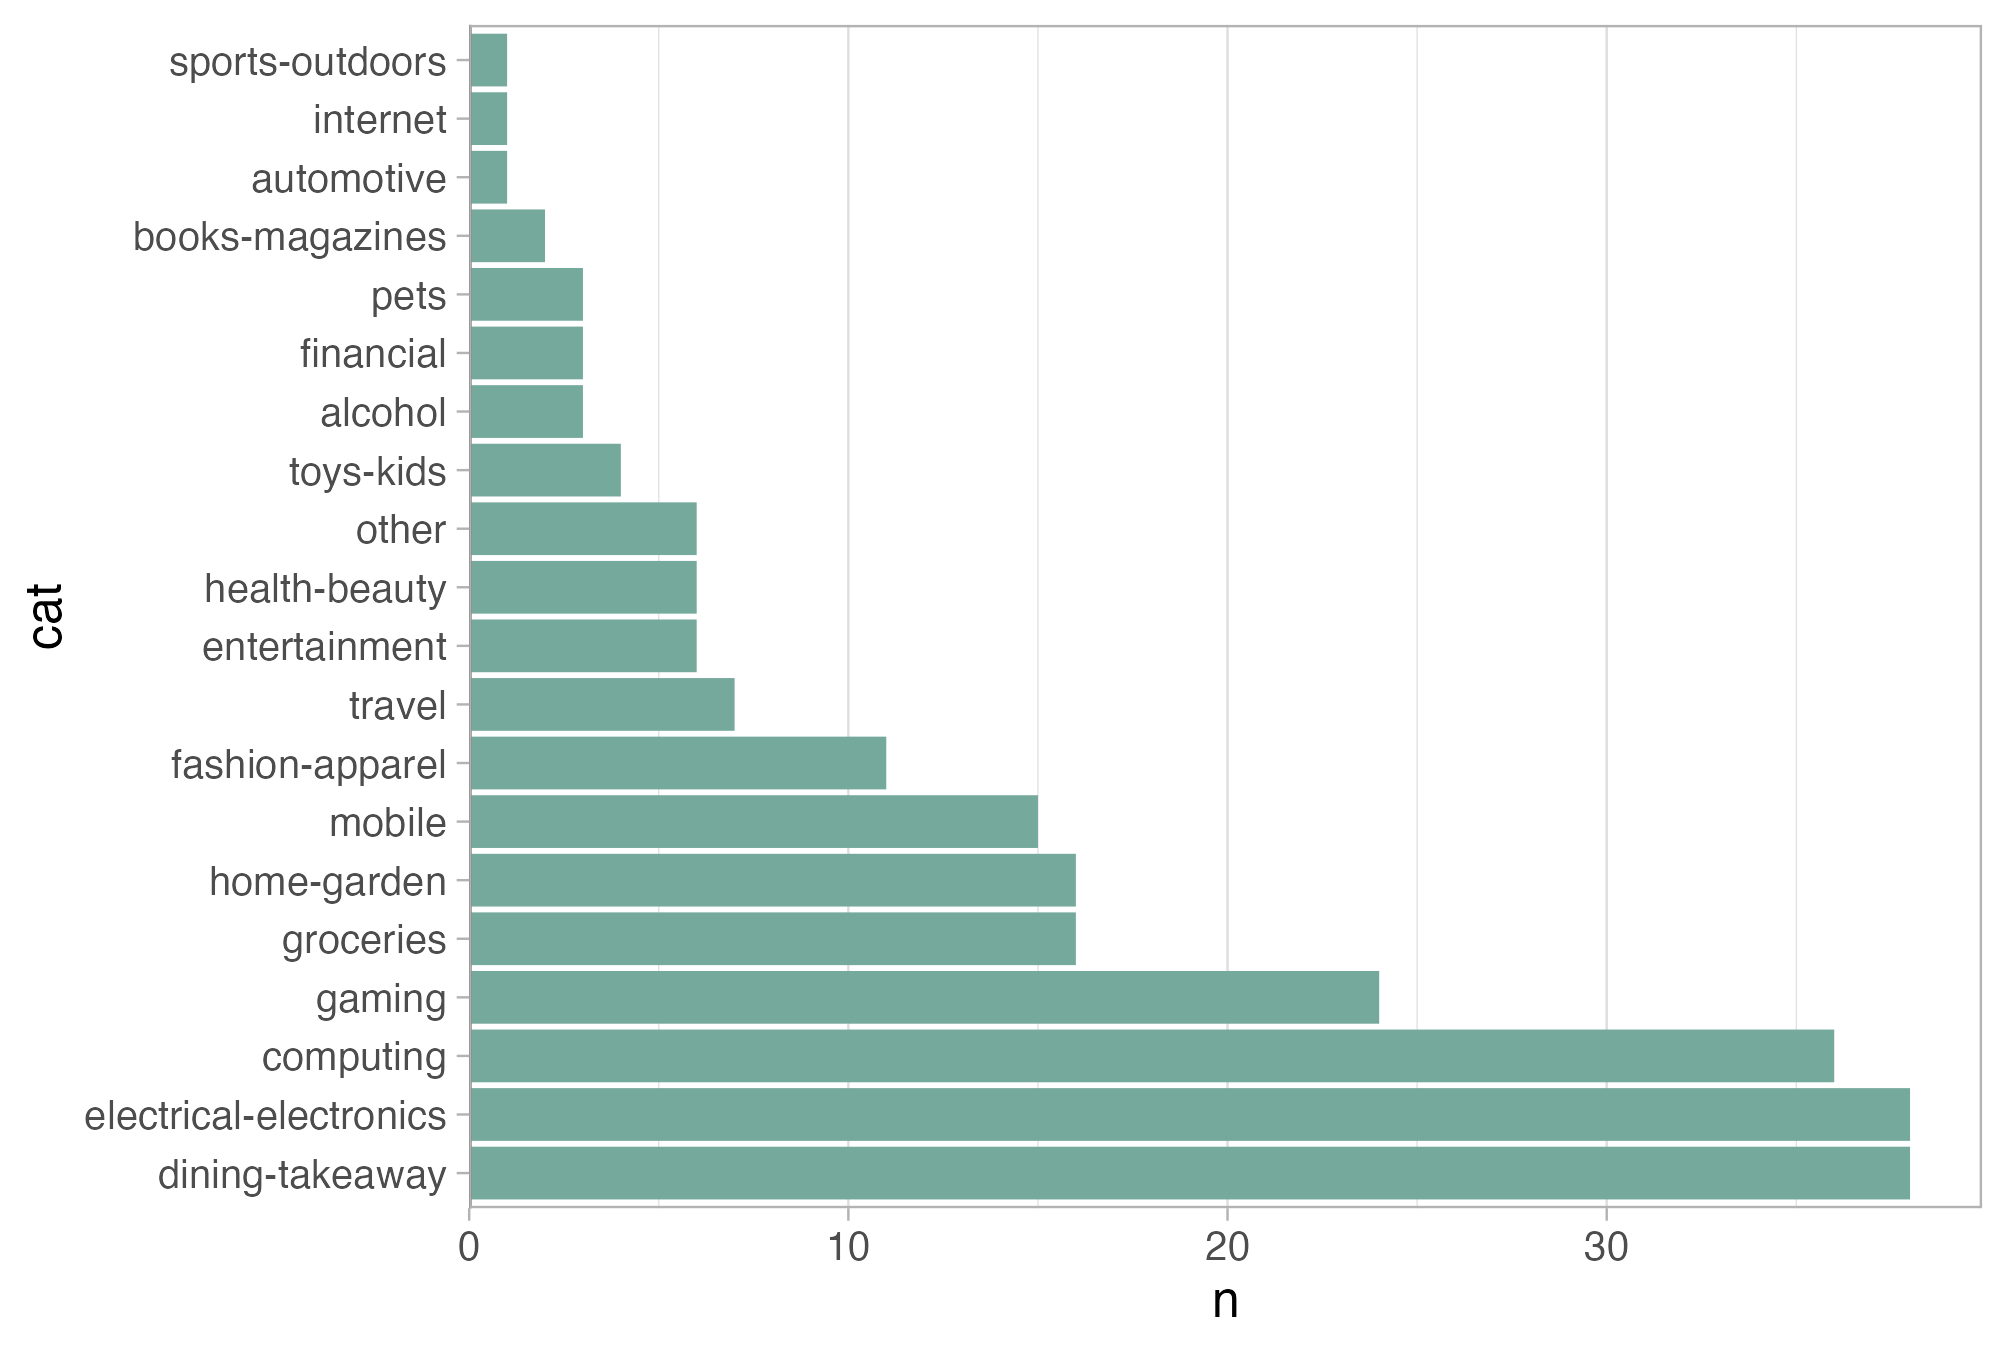 sports-outdoors
internet
automotive
books-magazines
pets
financial
alcohol
toys-kids
other
health-beauty
entertainment
travel
fashion-apparel
mobile
home-garden
groceries
gaming
computing
electrical-electronics
dining-takeaway
cat
0 10 20 30
n